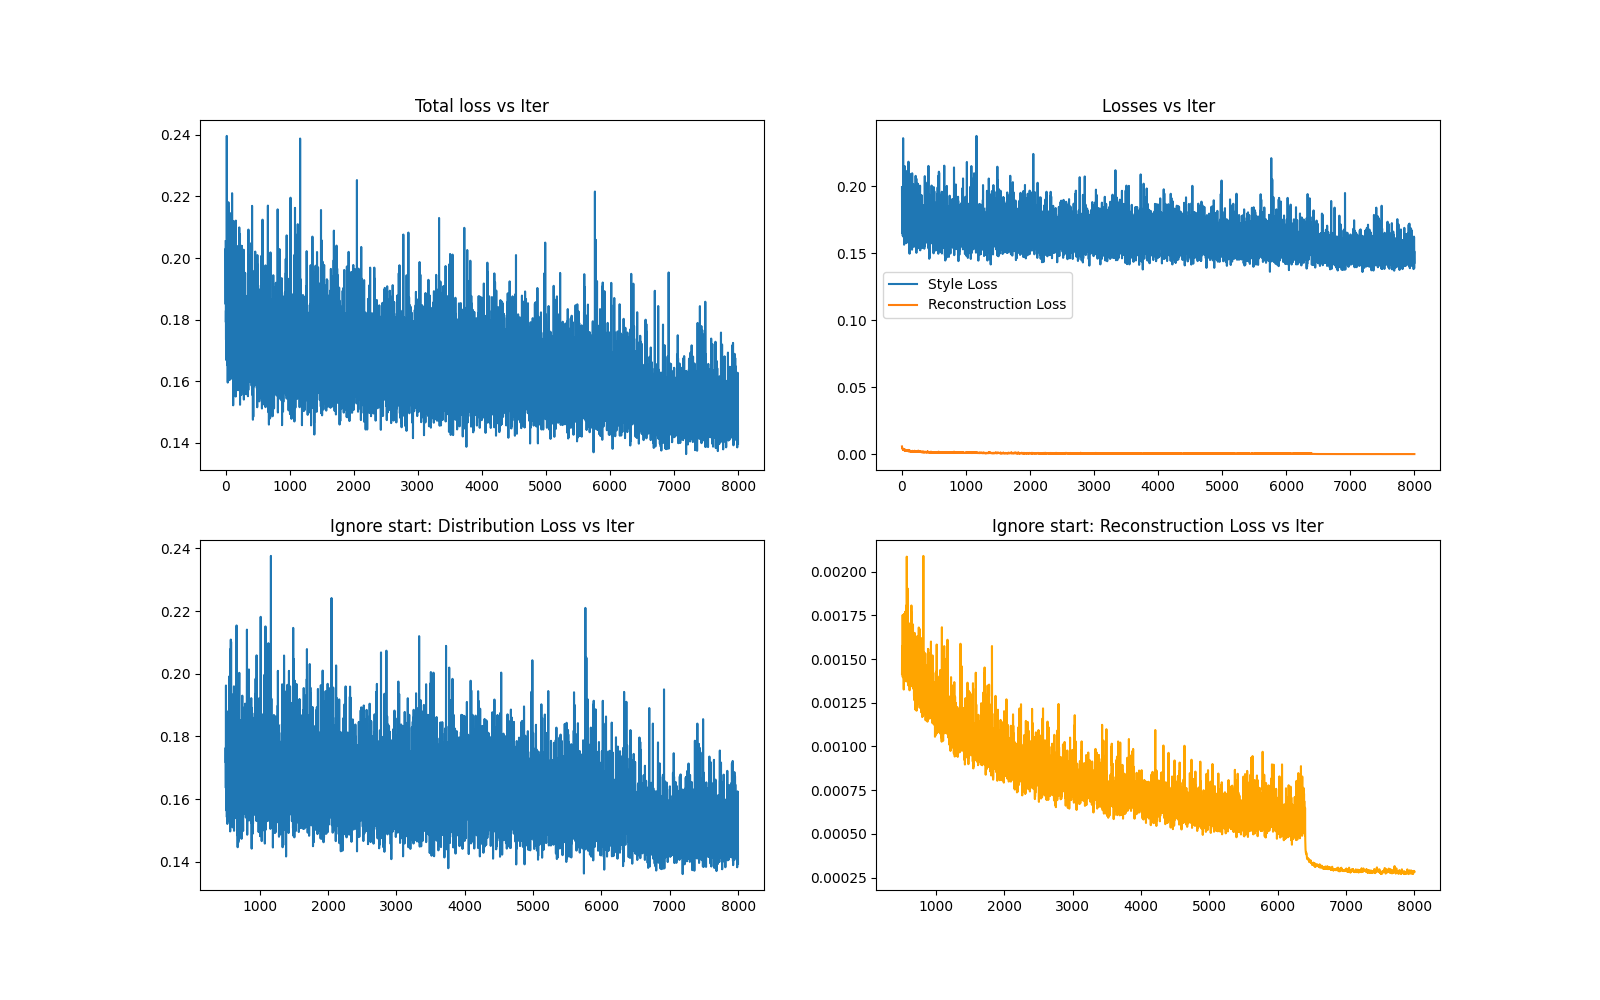 Total loss vs Iter
0.24
0.22
0.20
0.18
0.16
0.14
0 1000 2000 3000 4000 5000 6000 7000 8000
Losses vs Iter
0.20
0.15
0.10
0.05
0.00
Style Loss
Reconstruction Loss
0 1000 2000 3000 4000 5000 6000 7000 8000
Ignore start: Distribution Loss vs Iter
0.24
0.22
0.20
0.18
0.16
0.14
1000 2000 3000 4000 5000 6000 7000 8000
Ignore start: Reconstruction Loss vs Iter
0.00200
0.00175
0.00150
0.00125
0.00100
0.00075
0.00050
0.00025
1000 2000 3000 4000 5000 6000 7000 8000